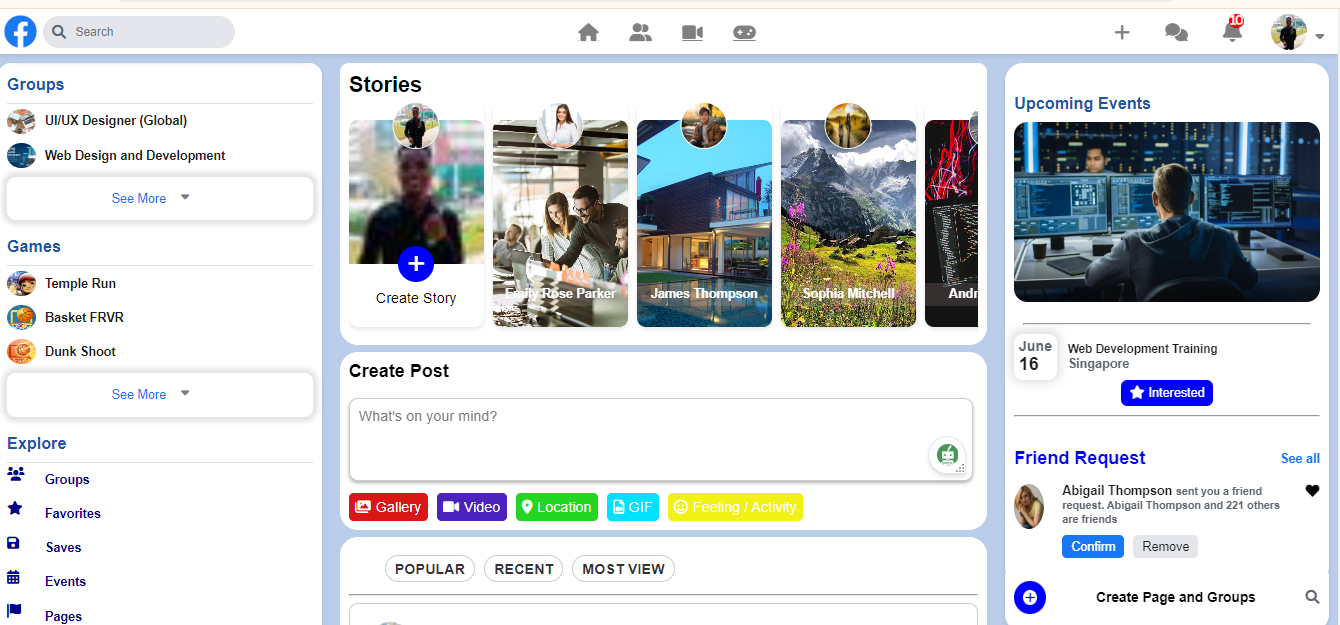 Search
10
Groups
UI/UX Designer (Global)
Web Design and Development
See More
Games
Temple Run
Basket FRVR
Dunk Shoot
See More
Explore
Groups
Favorites
Saves
Events
Pages
Stories
Create Story
Emily Rose Parker
James Thompson
Sophia Mitchell
Andr
Create Post
What's on your mind?
Gallery
Video
Location
GIF
Feeling / Activity
POPULAR
RECENT
MOST VIEW
Upcoming Events
June
16
Web Development Training
Singapore
Interested
Friend Request
See all
Abigail Thompson sent you a friend
request. Abigail Thompson and 221 others
are friends
Confirm
Remove
Create Page and Groups